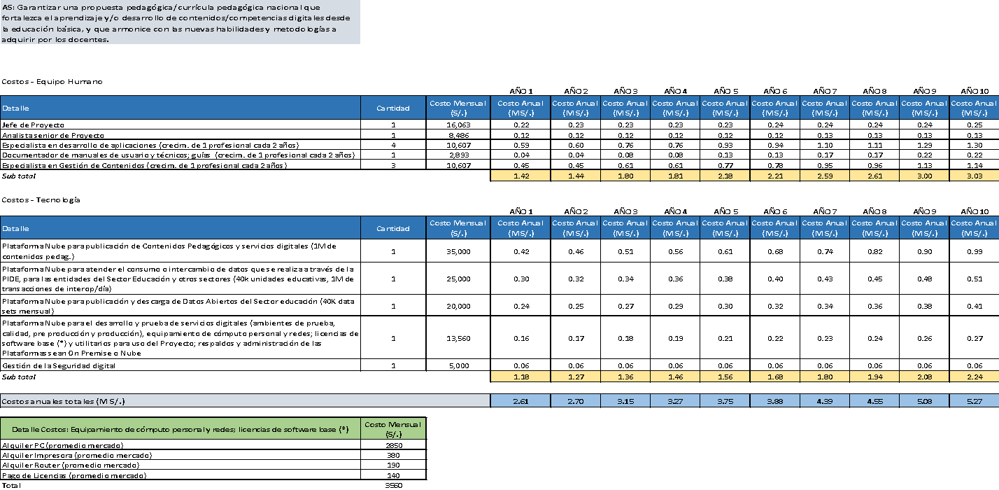 A5: Garantizar una propuesta pedagógica/currícula pedagógica nacional que
fortalezca el aprendizaje y/o desarrollo de contenidos/competencias digitales desde
la educación básica, y que armonice con las nuevas habilidades y metodologías a
adquirir por los docentes.
Costos - Equipo Humano
AÑO 1 AÑO 2 AÑO 3 AÑO 4 AÑO 5 AÑO 6 AÑO 7 AÑO 8 AÑO 9 AÑO 10
Detalle Cantidad Costo Mensual (S/.) Costo Anual (M S/.) Costo Anual (M S/.) Costo Anual (M S/.) Costo Anual (M S/.) Costo Anual (M S/.) Costo Anual (M S/.) Costo Anual (M S/.) Costo Anual (M S/.) Costo Anual (M S/.) Costo Anual (M S/.)
Jefe de Proyecto 1 16,063 0.22 0.23 0.23 0.23 0.23 0.24 0.24 0.24 0.24 0.25
Analista senior de Proyecto 1 8,486 0.12 0.12 0.12 0.12 0.12 0.12 0.13 0.13 0.13 0.13
Especialista en desarrollo de aplicaciones (crecim. de 1 profesional cada 2 años) 4 10,607 0.59 0.60 0.76 0.76 0.93 0.94 1.10 1.11 1.29 1.30
Documentador de manuales de usuario y técnicos; guías (crecim. de 1 profesional cada 2 años) 1 2,893 0.04 0.04 0.08 0.08 0.13 0.13 0.17 0.17 0.22 0.22
Especialista en Gestión de Contenidos (crecim. de 1 profesional cada 2 años) 3 10,607 0.45 0.45 0.61 0.61 0.77 0.78 0.95 0.96 1.13 1.14
Sub total 1.42 1.44 1.80 1.81 2.18 2.21 2.59 2.61 3.00 3.03
Costos - Tecnología
AÑO 1 AÑO 2 AÑO 3 AÑO 4 AÑO 5 AÑO 6 AÑO 7 AÑO 8 AÑO 9 AÑO 10
Detalle Cantidad Costo Mensual (S/.) Costo Anual (M S/.) Costo Anual (M S/.) Costo Anual (M S/.) Costo Anual (M S/.) Costo Anual (M S/.) Costo Anual (M S/.) Costo Anual (M S/.) Costo Anual (M S/.) Costo Anual (M S/.) Costo Anual (M S/.)
Plataforma Nube para publicación de Contenidos Pedagógicos y servicios digitales (1M de
contenidos pedag.) 1 35,000 0.42 0.46 0.51 0.56 0.61 0.68 0.74 0.82 0.90 0.99
Plataforma Nube para atender el consumo o intercambio de datos que se realiza a través de la
PIDE, para las entidades del Sector Educación y otros sectores (40k unidades educativas, 1M de
transacciones de interop/día) 1 25,000 0.30 0.32 0.34 0.36 0.38 0.40 0.43 0.45 0.48 0.51
Plataforma Nube para publicación y descarga de Datos Abiertos del Sector educación (40K data
sets mensual) 1 20,000 0.24 0.25 0.27 0.29 0.30 0.32 0.34 0.36 0.38 0.41
Plataforma Nube para el desarrollo y prueba de servicios digitales (ambientes de prueba,
calidad, pre producción y producción), equipamiento de cómputo personal y redes; licencias de
software base (*) y utilitarios para uso del Proyecto; respaldos y administración de las
Plataformas sean On Premise o Nube 1 13,560 0.16 0.17 0.18 0.19 0.21 0.22 0.23 0.24 0.26 0.27
Gestión de la Seguridad digital 1 5,000 0.06 0.06 0.06 0.06 0.06 0.06 0.06 0.06 0.06 0.06
Sub total 1.18 1.27 1.36 1.46 1.56 1.68 1.80 1.94 2.08 2.24
Costos anuales totales (M S/.) 2.61 2.70 3.15 3.27 3.75 3.88 4.39 4.55 5.08 5.27
Detalle Costos: Equipamiento de cómputo personal y redes; licencias de software base (*) Costo Mensual (S/.)
Alquiler PC (promedio mercado) 2850
Alquiler Impresora (promedio mercado) 380
Alquiler Router (promedio mercado) 190
Pago de Licencias (promedio mercado) 140
Total 3560